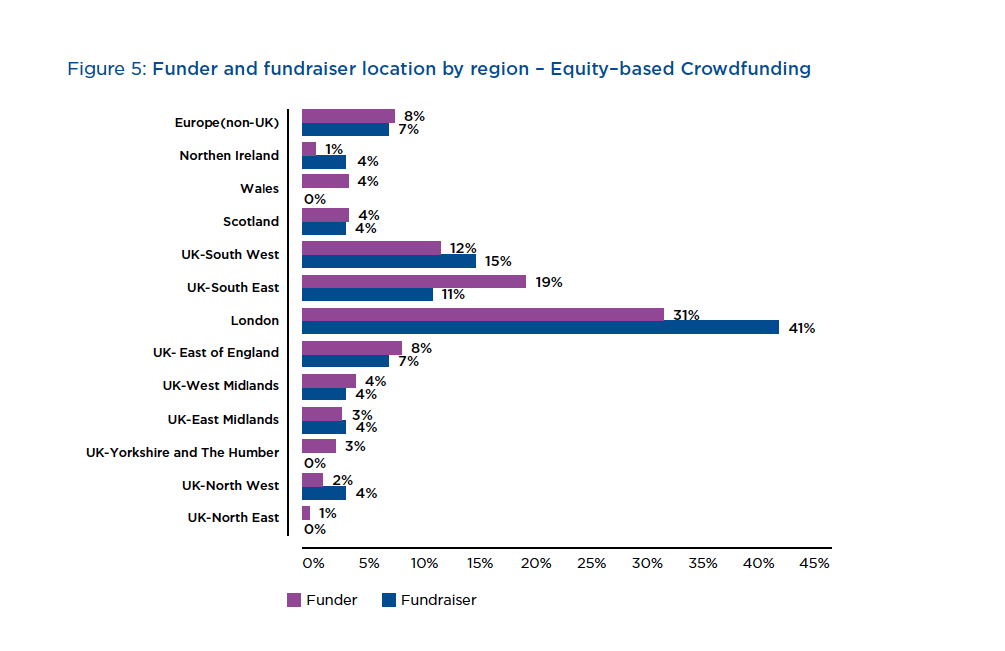 Figure 5: Funder and fundraiser location by region – Equity–based Crowdfunding
Europe(non-UK)
8%
7%
Northen Ireland
1%
4%
Wales
4%
0%
Scotland
4%
4%
UK-South West
12%
15%
UK-South East
19%
11%
London
31%
41%
UK- East of England
8%
7%
UK-West Midlands
4%
4%
UK-East Midlands
3%
4%
UK-Yorkshire and The Humber
3%
0%
UK-North West
2%
4%
UK-North East
1%
0%
0% 5% 10% 15% 20% 25% 30% 35% 40% 45%
Funder Fundraiser